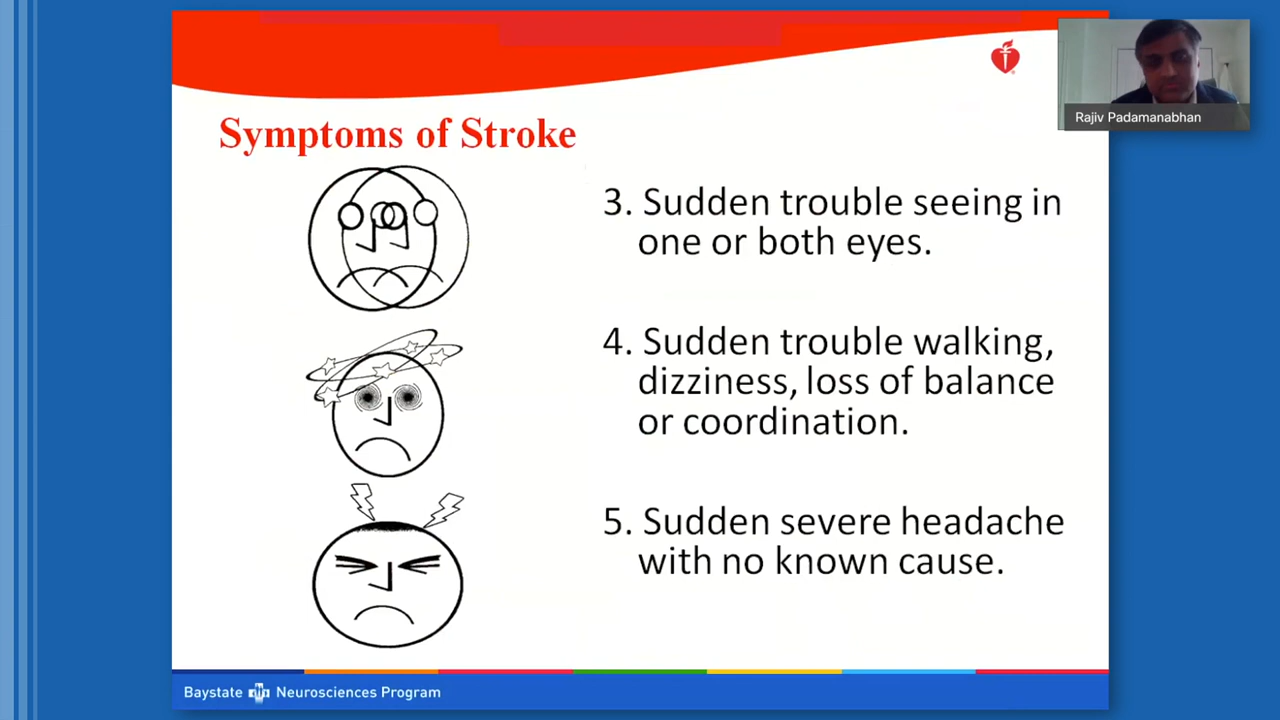 Rajiv Padamanabhan
Symptoms of Stroke
3. Sudden trouble seeing in
one or both eyes.
4. Sudden trouble walking,
dizziness, loss of balance
or coordination.
5. Sudden severe headache
with no known cause.
Baystate Neurosciences Program